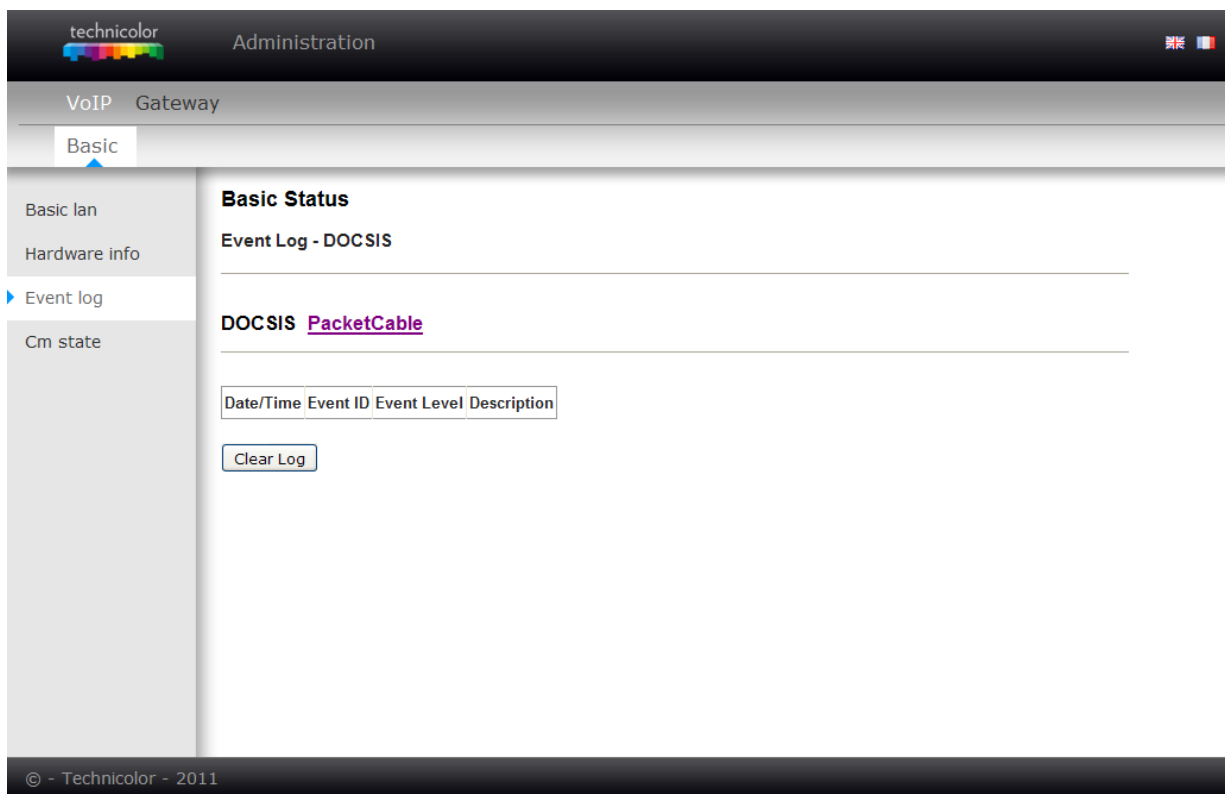 technicolor
Administration
VoIP Gateway
Basic
Basic lan
Hardware info
Event log
Cm state
Basic Status
Event Log - DOCSIS
DOCSIS PacketCable
Date/Time Event ID Event Level Description
Clear Log
© - Technicolor - 2011